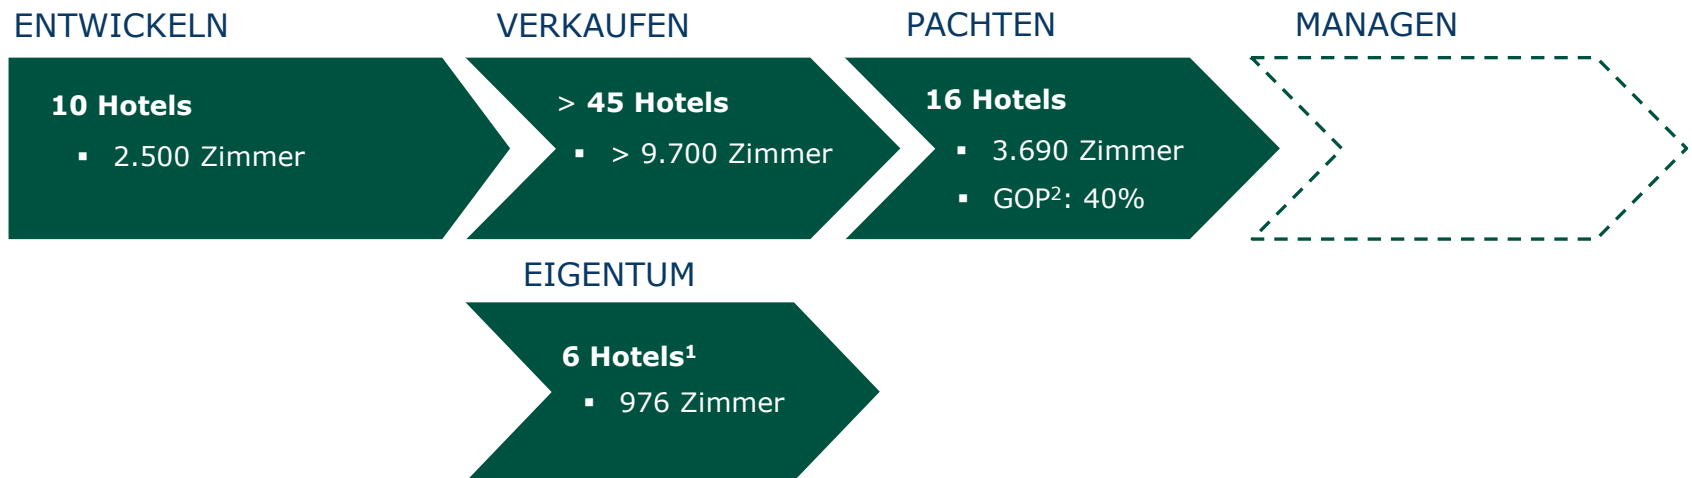 ENTWICKELN
10 Hotels
▪ 2.500 Zimmer
VERKAUFEN
> 45 Hotels
▪ > 9.700 Zimmer
PACHTEN
16 Hotels
▪ 3.690 Zimmer
▪ GOP²: 40%
MANAGEN
EIGENTUM
6 Hotels¹
▪ 976 Zimmer